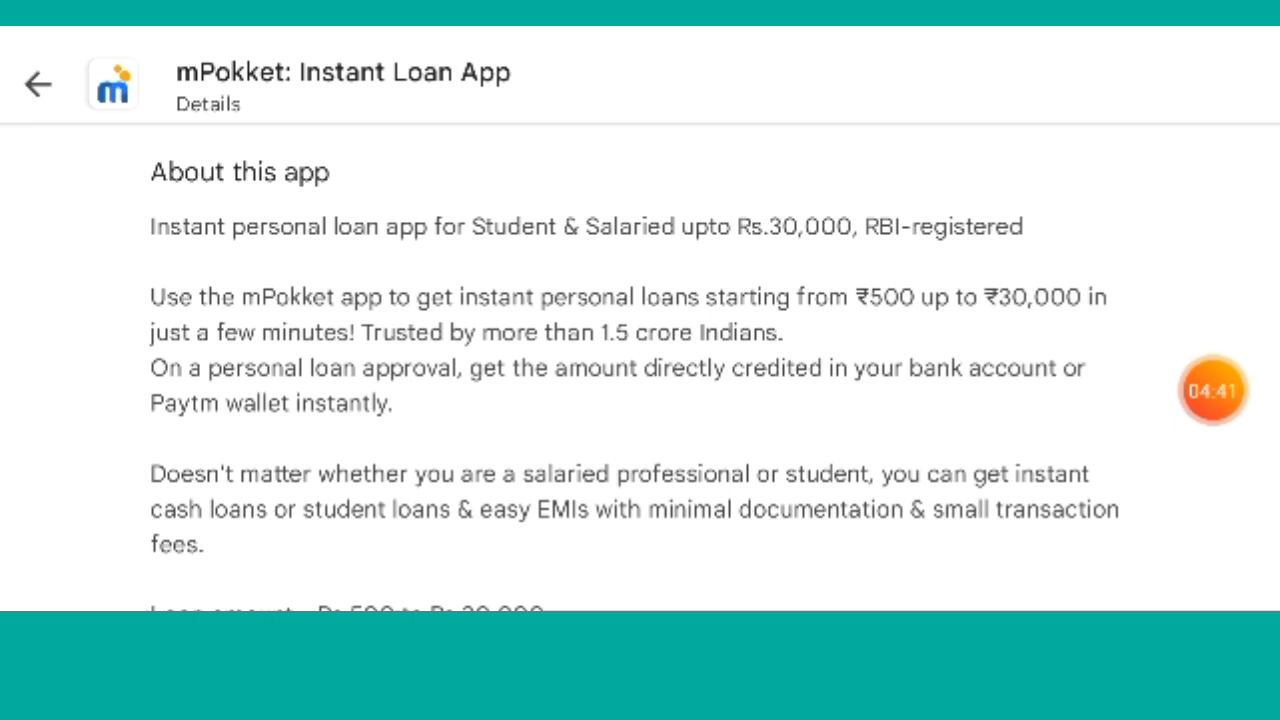 mPokket: Instant Loan App
Details
About this app
Instant personal loan app for Student & Salaried upto Rs.30,000, RBI-registered
Use the mPokket app to get instant personal loans starting from ₹500 up to ₹30,000 in
just a few minutes! Trusted by more than 1.5 crore Indians.
On a personal loan approval, get the amount directly credited in your bank account or
Paytm wallet instantly.
04:41
Doesn't matter whether you are a salaried professional or student, you can get instant
cash loans or student loans & easy EMIs with minimal documentation & small transaction
fees.